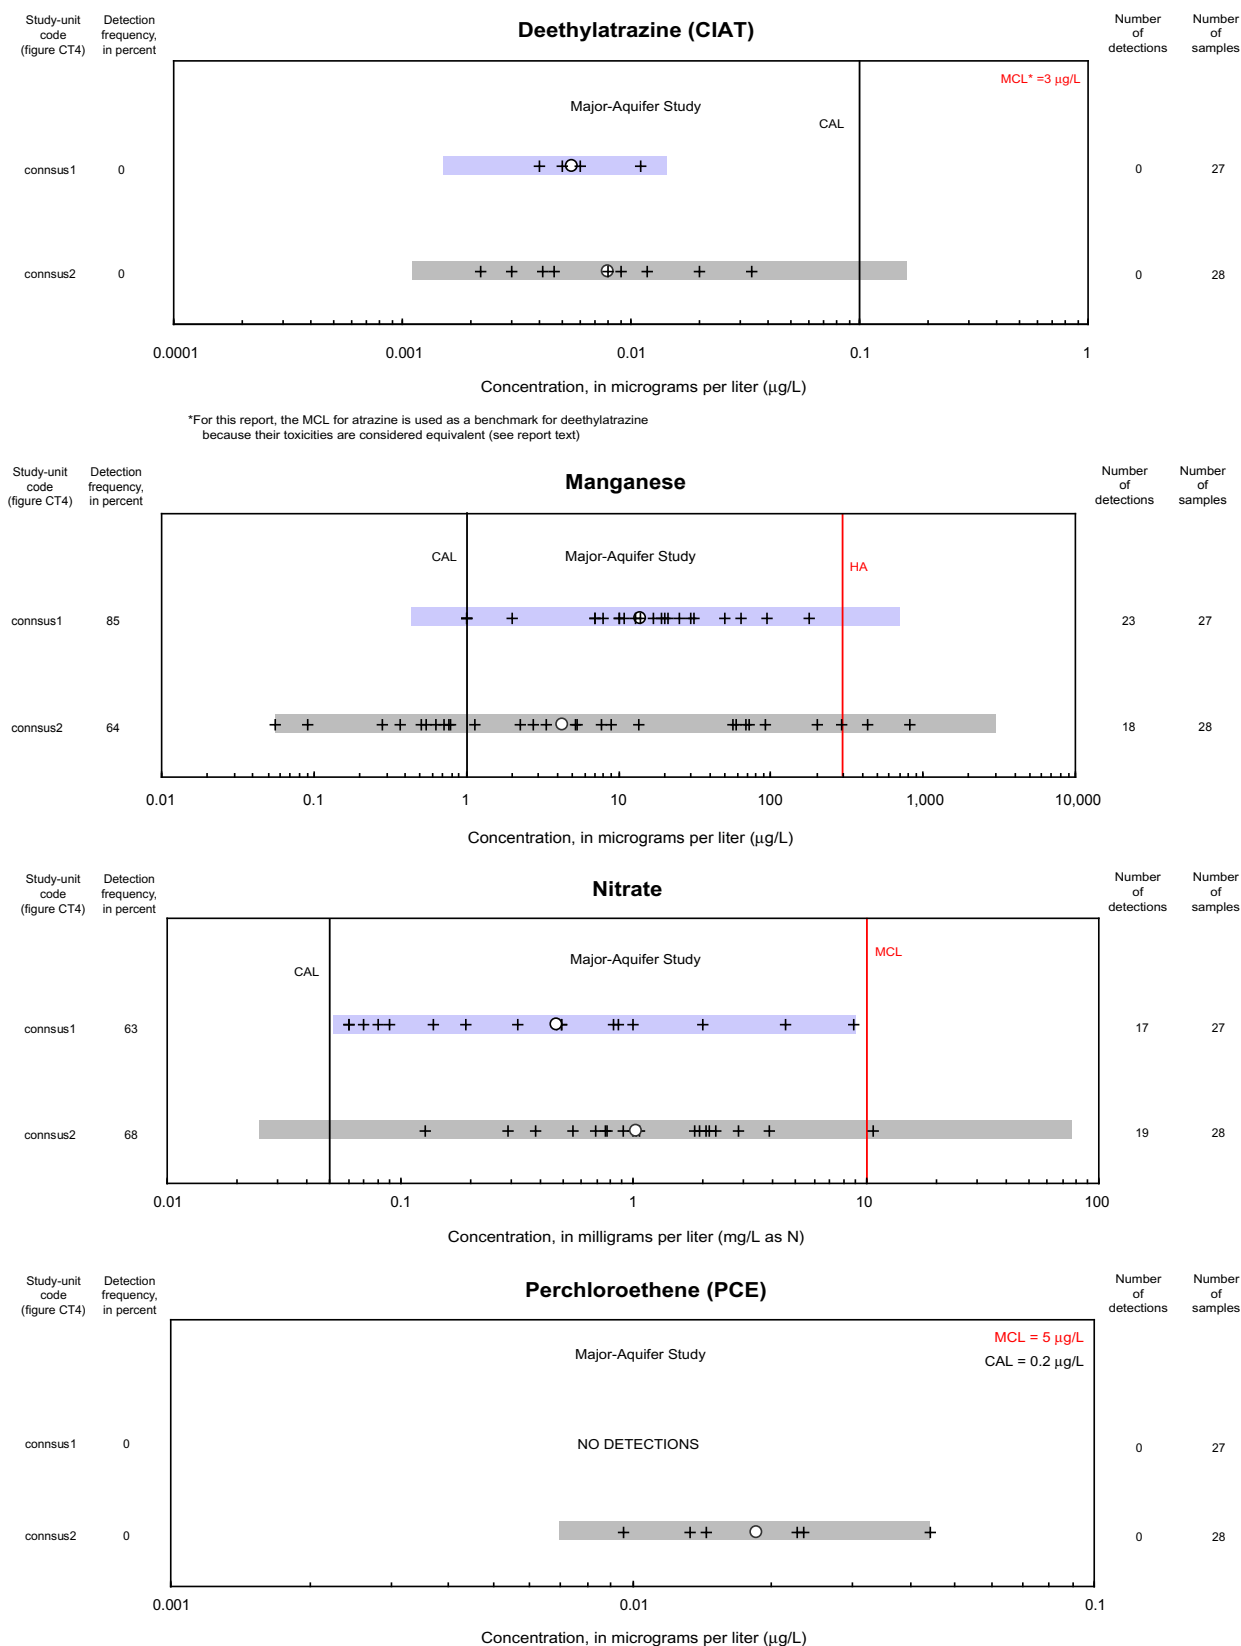 Study-unit
code
(figure CT4)
Detection
frequency,
in percent
Deethylatrazine (CIAT)
Number
of
detections
Number
of
samples
MCL* =3 µg/L
Major-Aquifer Study
CAL
connsus1 0 0 27
connsus2 0 0 28
0.0001 0.001 0.01 0.1 1
Concentration, in micrograms per liter (µg/L)
*For this report, the MCL for atrazine is used as a benchmark for deethylatrazine
because their toxicities are considered equivalent (see report text)
Study-unit
code
(figure CT4)
Detection
frequency,
in percent
Manganese
Number
of
detections
Number
of
samples
CAL
Major-Aquifer Study
HA
connsus1 85 23 27
connsus2 64 18 28
0.01 0.1 1 10 100 1,000 10,000
Concentration, in micrograms per liter (µg/L)
Study-unit
code
(figure CT4)
Detection
frequency,
in percent
Nitrate
Number
of
detections
Number
of
samples
CAL
Major-Aquifer Study
MCL
connsus1 63 17 27
connsus2 68 19 28
0.01 0.1 1 10 100
Concentration, in milligrams per liter (mg/L as N)
Study-unit
code
(figure CT4)
Detection
frequency,
in percent
Perchloroethene (PCE)
Number
of
detections
Number
of
samples
MCL = 5 µg/L
Major-Aquifer Study
CAL = 0.2 µg/L
connsus1 0 NO DETECTIONS 0 27
connsus2 0 0 28
0.001 0.01 0.1
Concentration, in micrograms per liter (µg/L)